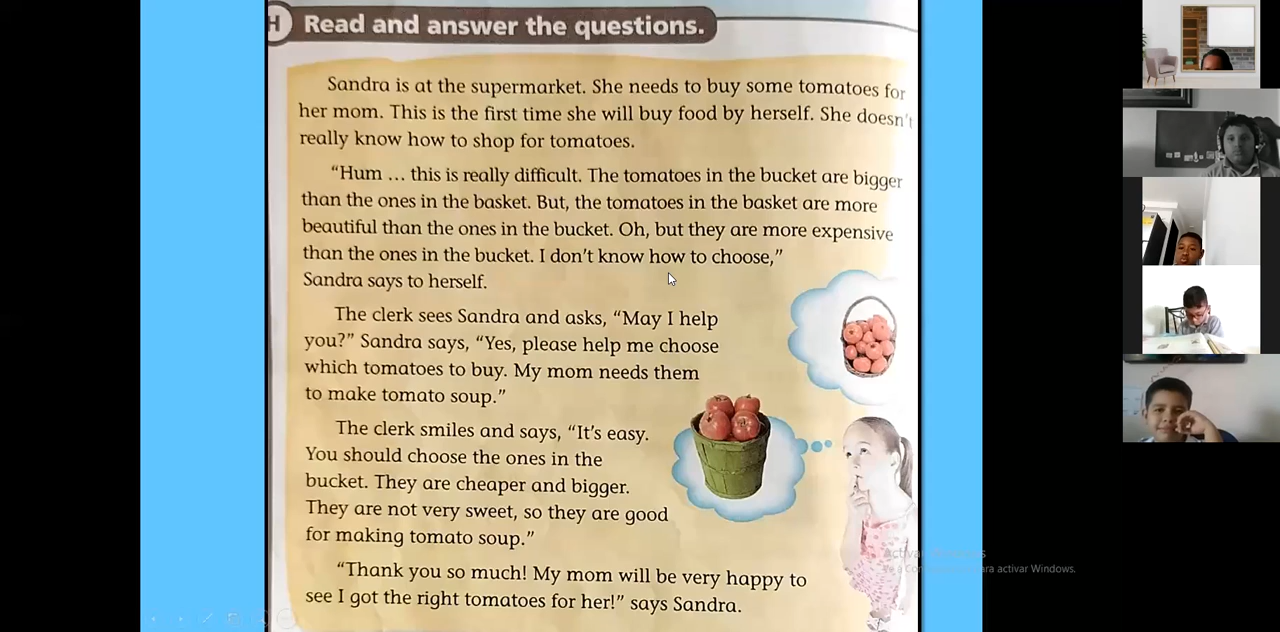 H Read and answer the questions.
Sandra is at the supermarket. She needs to buy some tomatoes for
her mom. This is the first time she will buy food by herself. She doesn't
really know how to shop for tomatoes.
"Hum ... this is really difficult. The tomatoes in the bucket are bigger
than the ones in the basket. But, the tomatoes in the basket are more
beautiful than the ones in the bucket. Oh, but they are more expensive
than the ones in the bucket. I don't know how to choose,"
Sandra says to herself.
The clerk sees Sandra and asks, "May I help
you?" Sandra says, "Yes, please help me choose
which tomatoes to buy. My mom needs them
to make tomato soup."
The clerk smiles and says, "It's easy.
You should choose the ones in the
bucket. They are cheaper and bigger.
They are not very sweet, so they are good
for making tomato soup."
"Thank you so much! My mom will be very happy to
see I got the right tomatoes for her!" says Sandra.
Activar Windows
ara activar Windows.